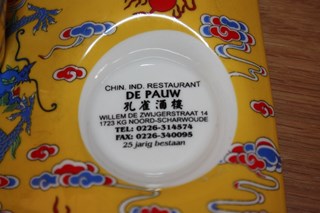 CHIN. IND. RESTAURANT
DE PAUW
孔雀酒樓
WILLEM DE ZWIJGERSTRAAT 14
1723 KG NOORD-SCHARWOUDE
TEL: 0226-314574
FAX: 0226-340095
25 jarig bestaan